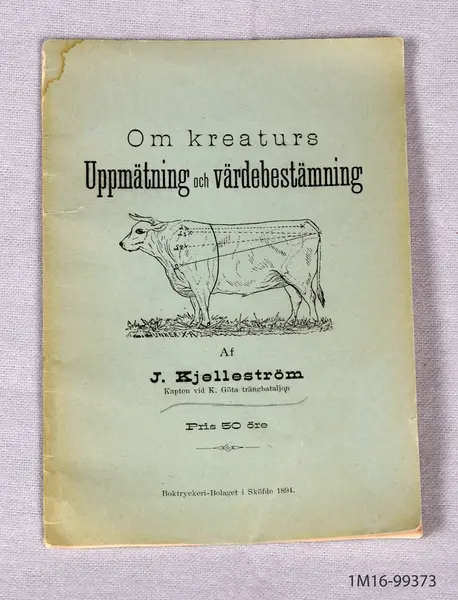 Om kreaturs
Uppmätning och värdebestämning
Af
J. Kjelleström
Kapten vid K. Göta trängbataljon
Pris 50 öre
Boktryckeri-Bolaget i Sköfde 1894.
1M16-99373